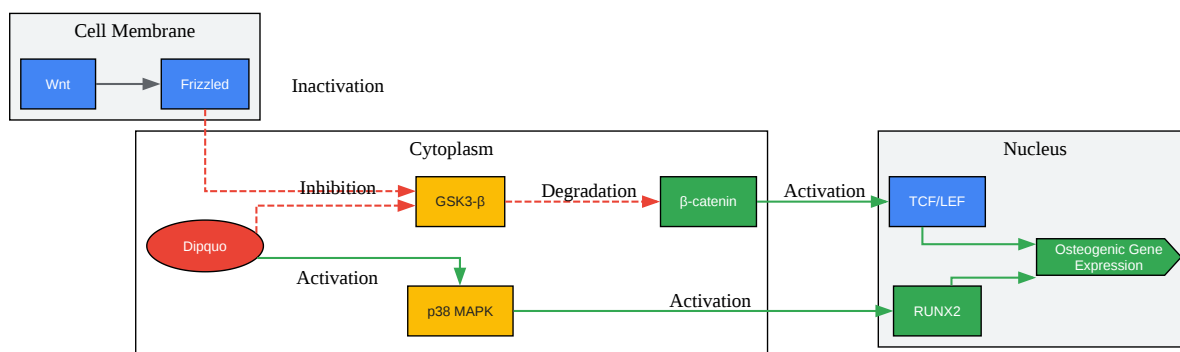 Cell Membrane
Wnt
Frizzled
Inactivation
Cytoplasm
Nucleus
Inhibition
Degradation
Activation
GSK3-β
β-catenin
TCF/LEF
Dipquo
Osteogenic Gene
Expression
Activation
Activation
p38 MAPK
RUNX2